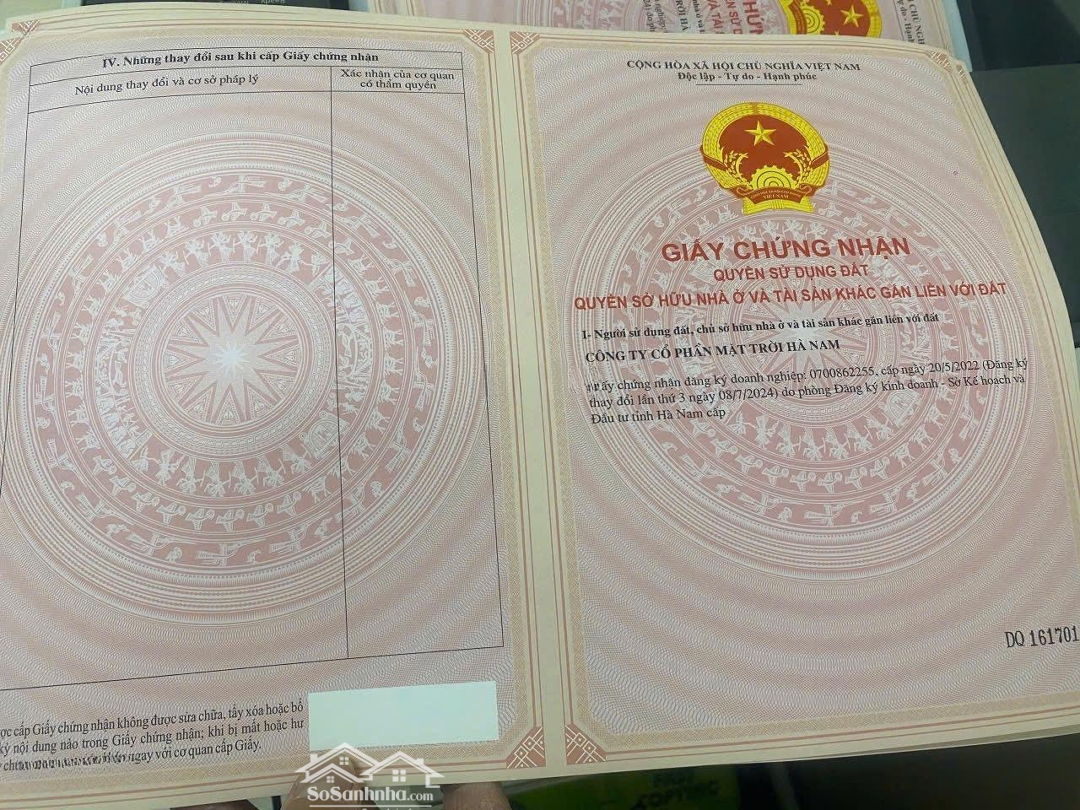 IV. Những thay đổi sau khi cấp Giấy chứng nhận
Nội dung thay đổi và cơ sở pháp lý
Xác nhận của cơ quan
có thẩm quyền
cấp Giấy chứng nhận không được sửa chữa, tẩy xóa hoặc bổ
nội dung nào trong Giấy chứng nhận; khi bị mất hoặc hư
ngay với cơ quan cấp Giấy.
SoSanhnha.com
CỘNG HÒA XÃ HỘI CHỦ NGHĨA VIỆT NAM
Độc lập - Tự do - Hạnh phúc
VIỆT NAM
GIẤY CHỨNG NHẬN
QUYỀN SỬ DỤNG ĐẤT
QUYỀN SỞ HỮU NHÀ Ở VÀ TÀI SẢN KHÁC GẮN LIỀN VỚI ĐẤT
I- Người sử dụng đất, chủ sở hữu nhà ở và tài sản khác gắn liền với đất
CÔNG TY CỔ PHẦN MẶT TRỜI HÀ NAM
chứng nhận đăng ký doanh nghiệp: 0700862255, cấp ngày 20/5/2022 (Đăng ký
thay đổi lần thứ 3 ngày 08/7/2024) do phòng Đăng ký kinh doanh - Sở Kế hoạch và
Đầu tư tỉnh Hà Nam cấp
DQ 161701